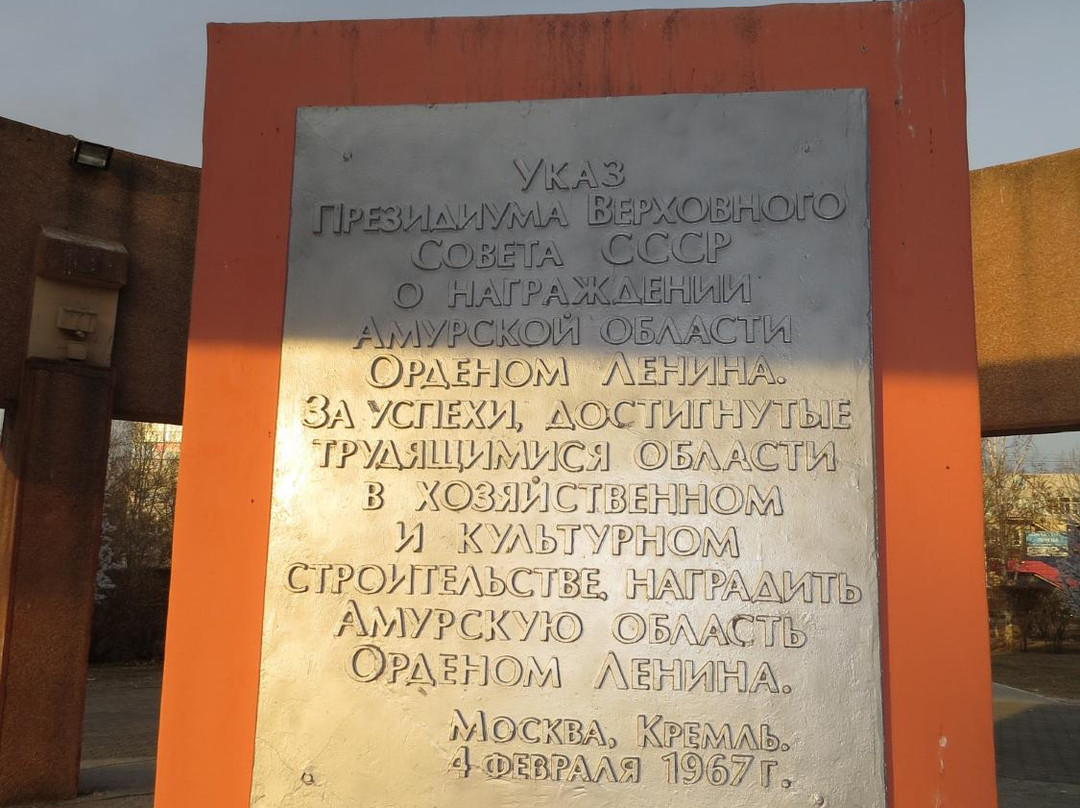 Указ
Президиума Верховного
Совета СССР
о награждении
Амурской области
Орденом Ленина.
За успехи, достигнутые
трудящимися области
в хозяйственном
и культурном
строительстве, наградить
Амурскую область
Орденом Ленина.
Москва, Кремль.
4 февраля 1967 г.